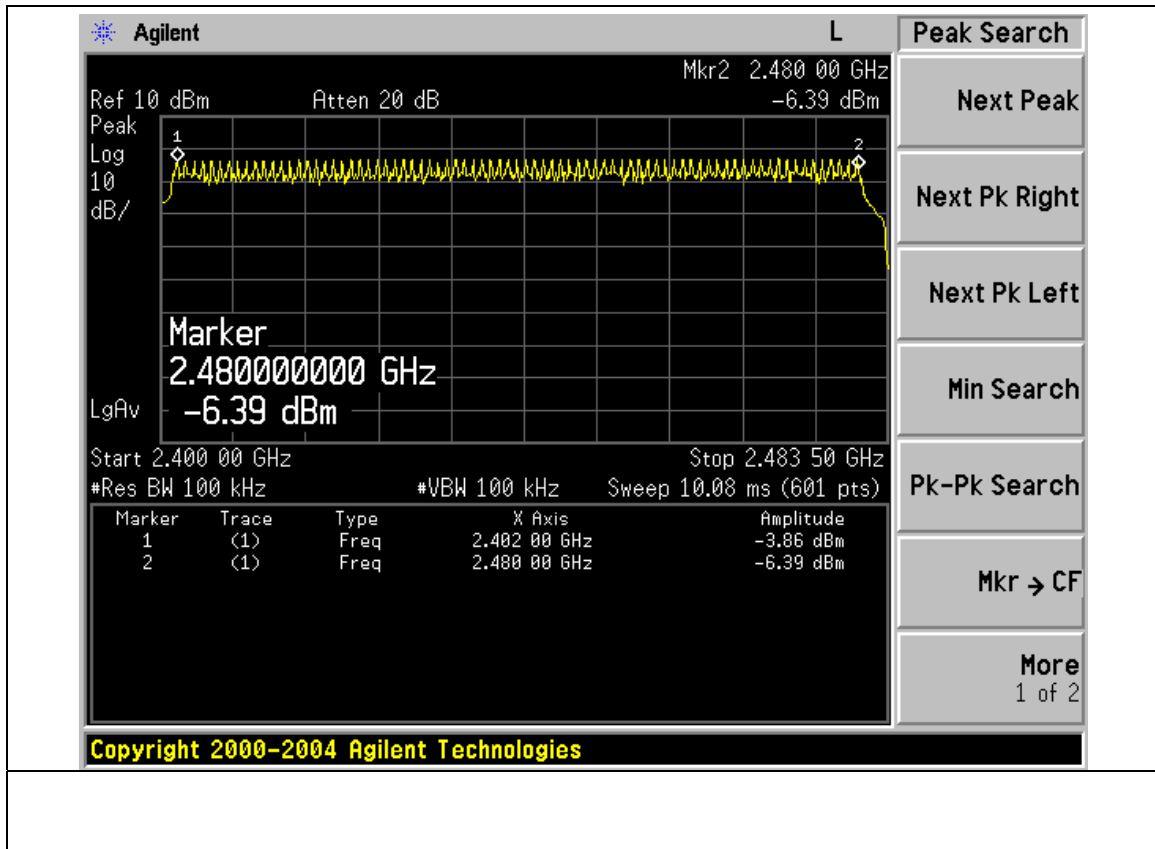 Agilent L Peak Search
Mkr2 2.480 00 GHz
Ref 10 dBm Atten 20 dB -6.39 dBm
Peak
Log
10
dB/
1
2
Marker
2.480000000 GHz
-6.39 dBm
LgAv
Start 2.400 00 GHz Stop 2.483 50 GHz
#Res BW 100 kHz #VBW 100 kHz Sweep 10.08 ms (601 pts)
Marker Trace Type X Axis Amplitude
1 (1) Freq 2.402 00 GHz -3.86 dBm
2 (1) Freq 2.480 00 GHz -6.39 dBm
Next Peak
Next Pk Right
Next Pk Left
Min Search
Pk-Pk Search
Mkr → CF
More
1 of 2
Copyright 2000-2004 Agilent Technologies